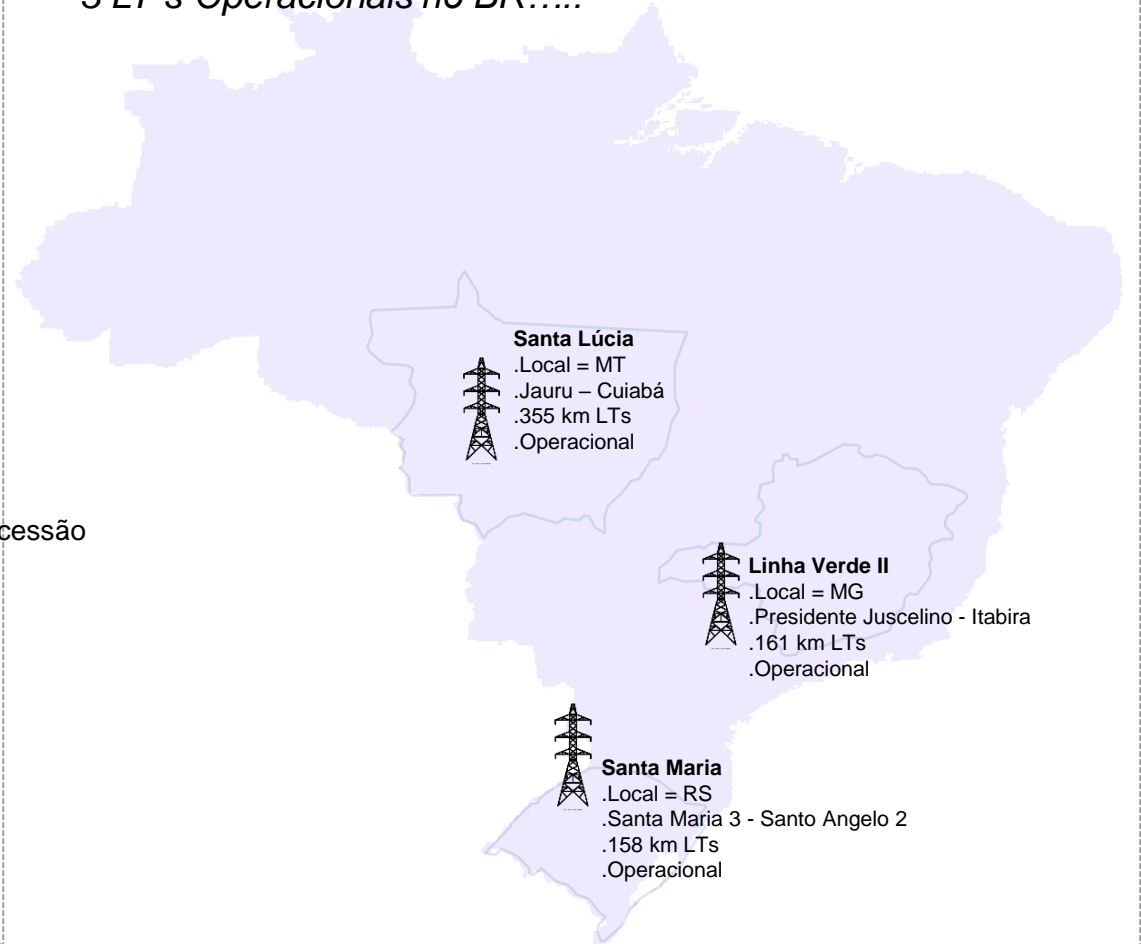 3 LT's Operacionais no BR…..
Santa Lúcia
.Local = MT
.Jauru – Cuiabá
.355 km LTs
.Operacional
cessão
Linha Verde II
.Local = MG
.Presidente Juscelino - Itabira
.161 km LTs
.Operacional
Santa Maria
.Local = RS
.Santa Maria 3 - Santo Angelo 2
.158 km LTs
.Operacional